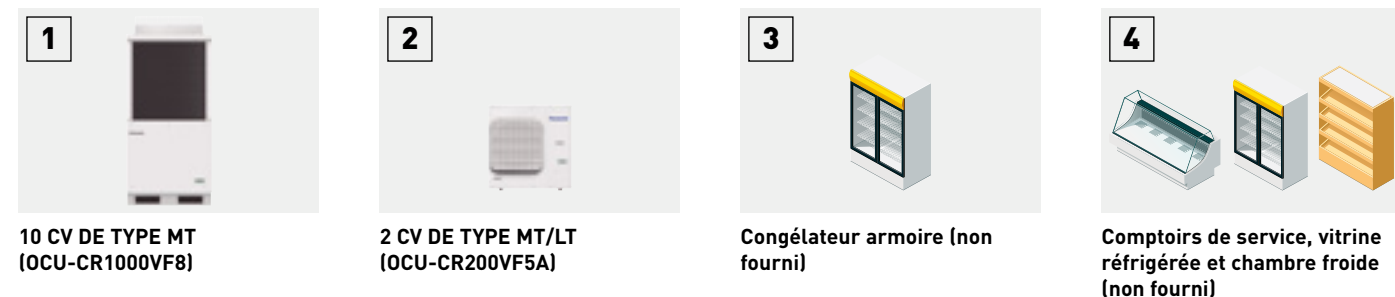 1
2
3
4
10 CV DE TYPE MT
(OCU-CR1000VF8)
2 CV DE TYPE MT/LT
(OCU-CR200VF5A)
Congélateur armoire (non
fourni)
Comptoirs de service, vitrine
réfrigérée et chambre froide
(non fourni)